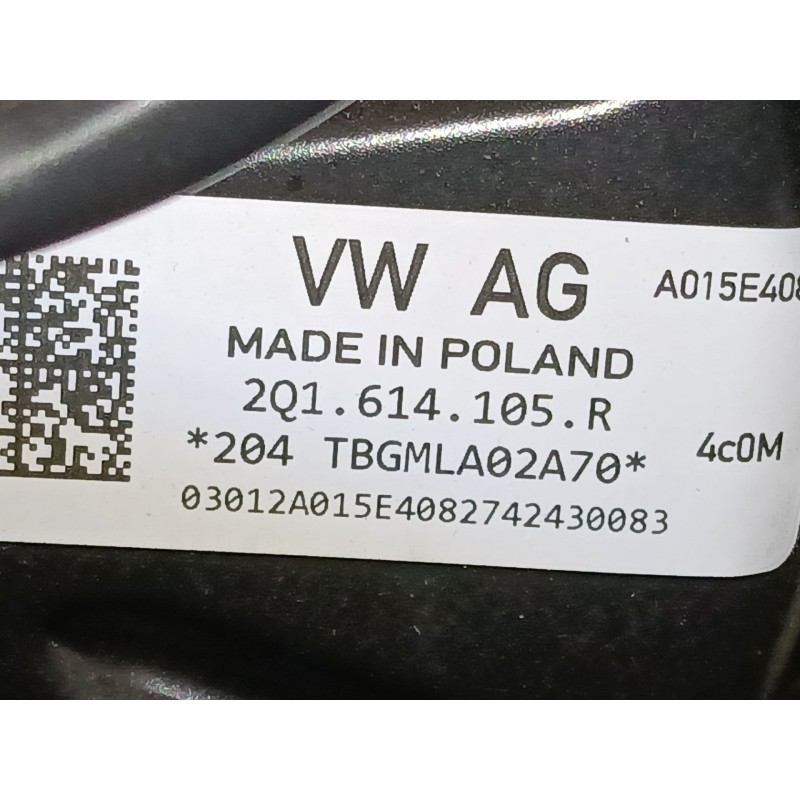 VW AG
A015E408
MADE IN POLAND
2Q1.614.105.R
*204 TBGMLA02A70*
4c0M
03012A015E4082742430083